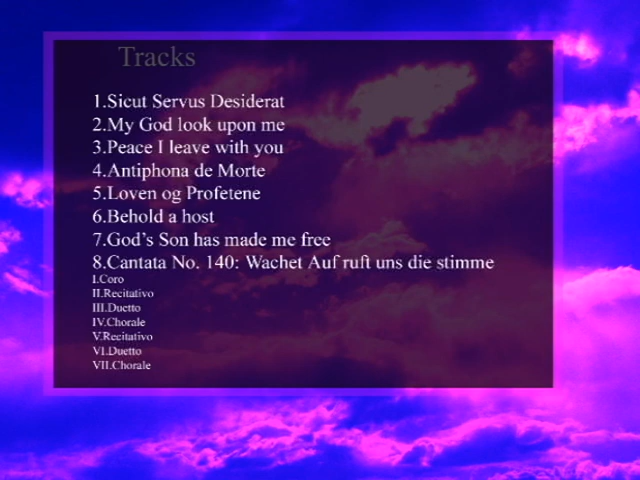 Tracks
1.Sicut Servus Desiderat
2.My God look upon me
3.Peace I leave with you
4.Antiphona de Morte
5.Loven og Profetene
6.Behold a host
7.God's Son has made me free
8.Cantata No. 140: Wachet Auf ruft uns die stimme
I.Coro
II.Recitativo
III.Duetto
IV.Chorale
V.Recitativo
VI.Duetto
VII.Chorale